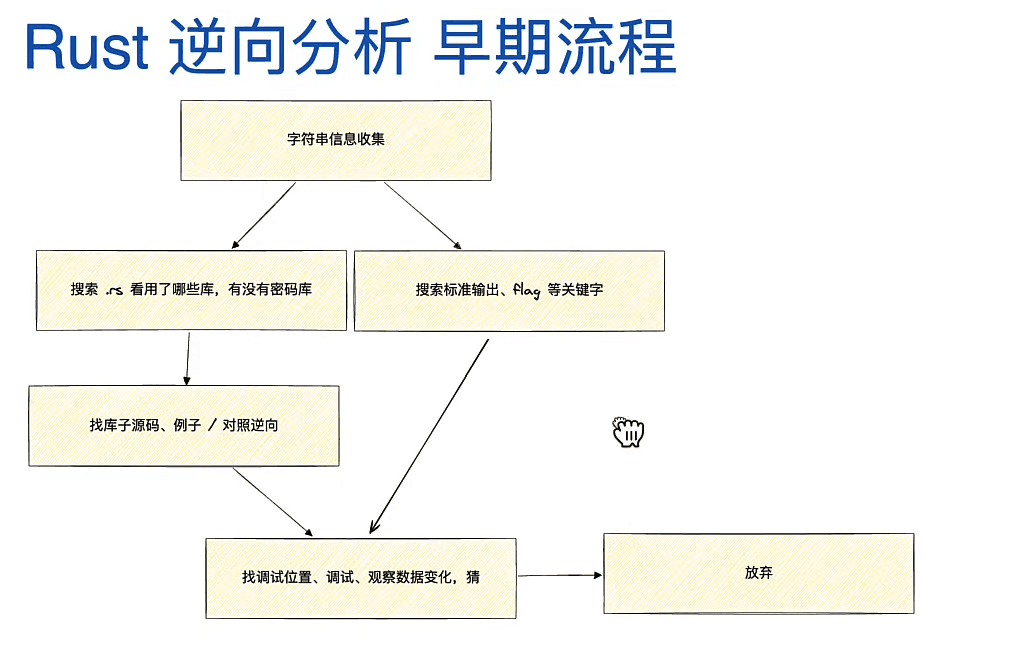 Rust 逆向分析 早期流程
字符串信息收集
搜索 .rs 看用了哪些库，有没有密码库
搜索标准输出、flag 等关键字
找库子源码、例子 / 对照逆向
找调试位置、调试、观察数据变化，猜
放弃